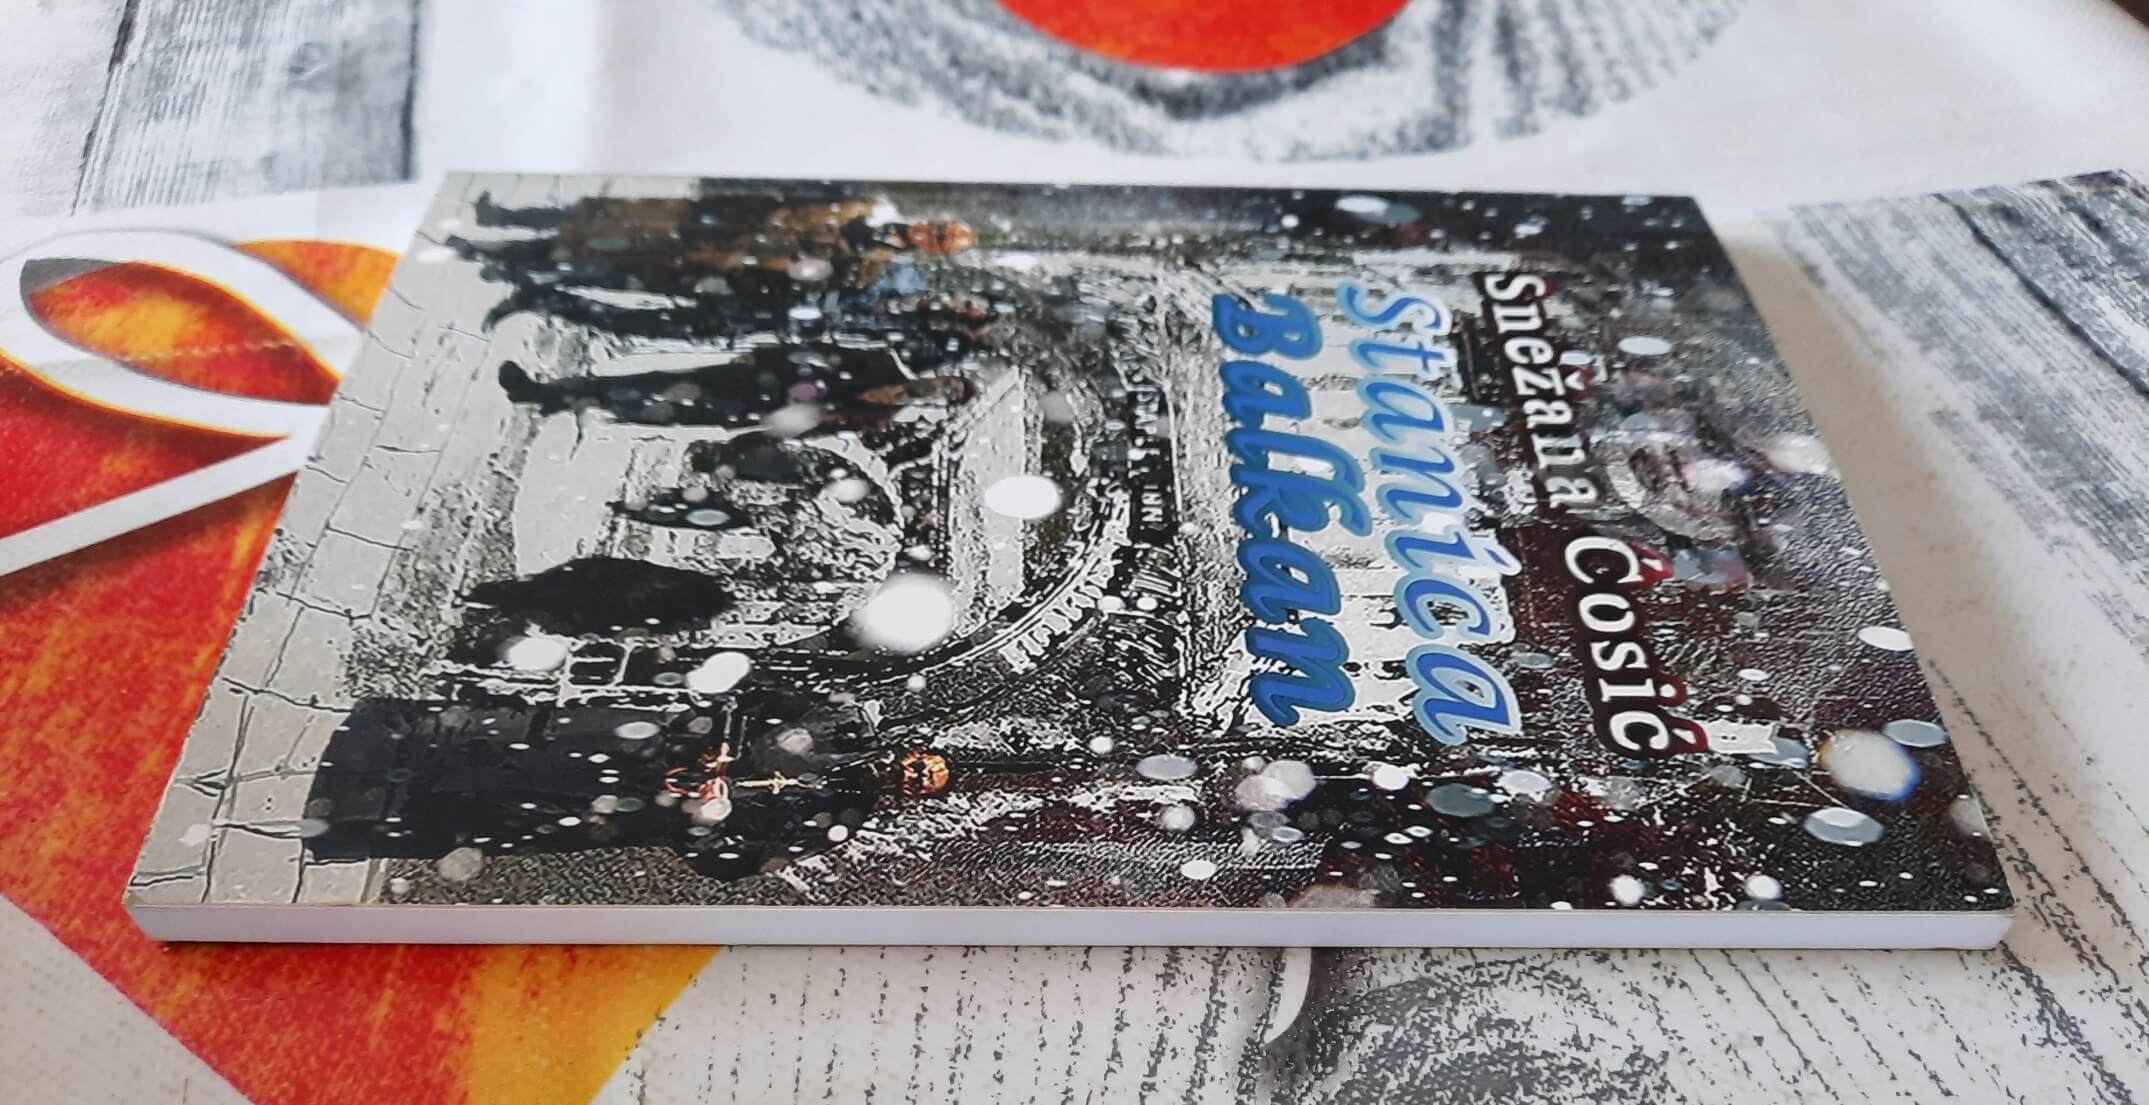 Snežana Ćosić
Stanica
Balkan